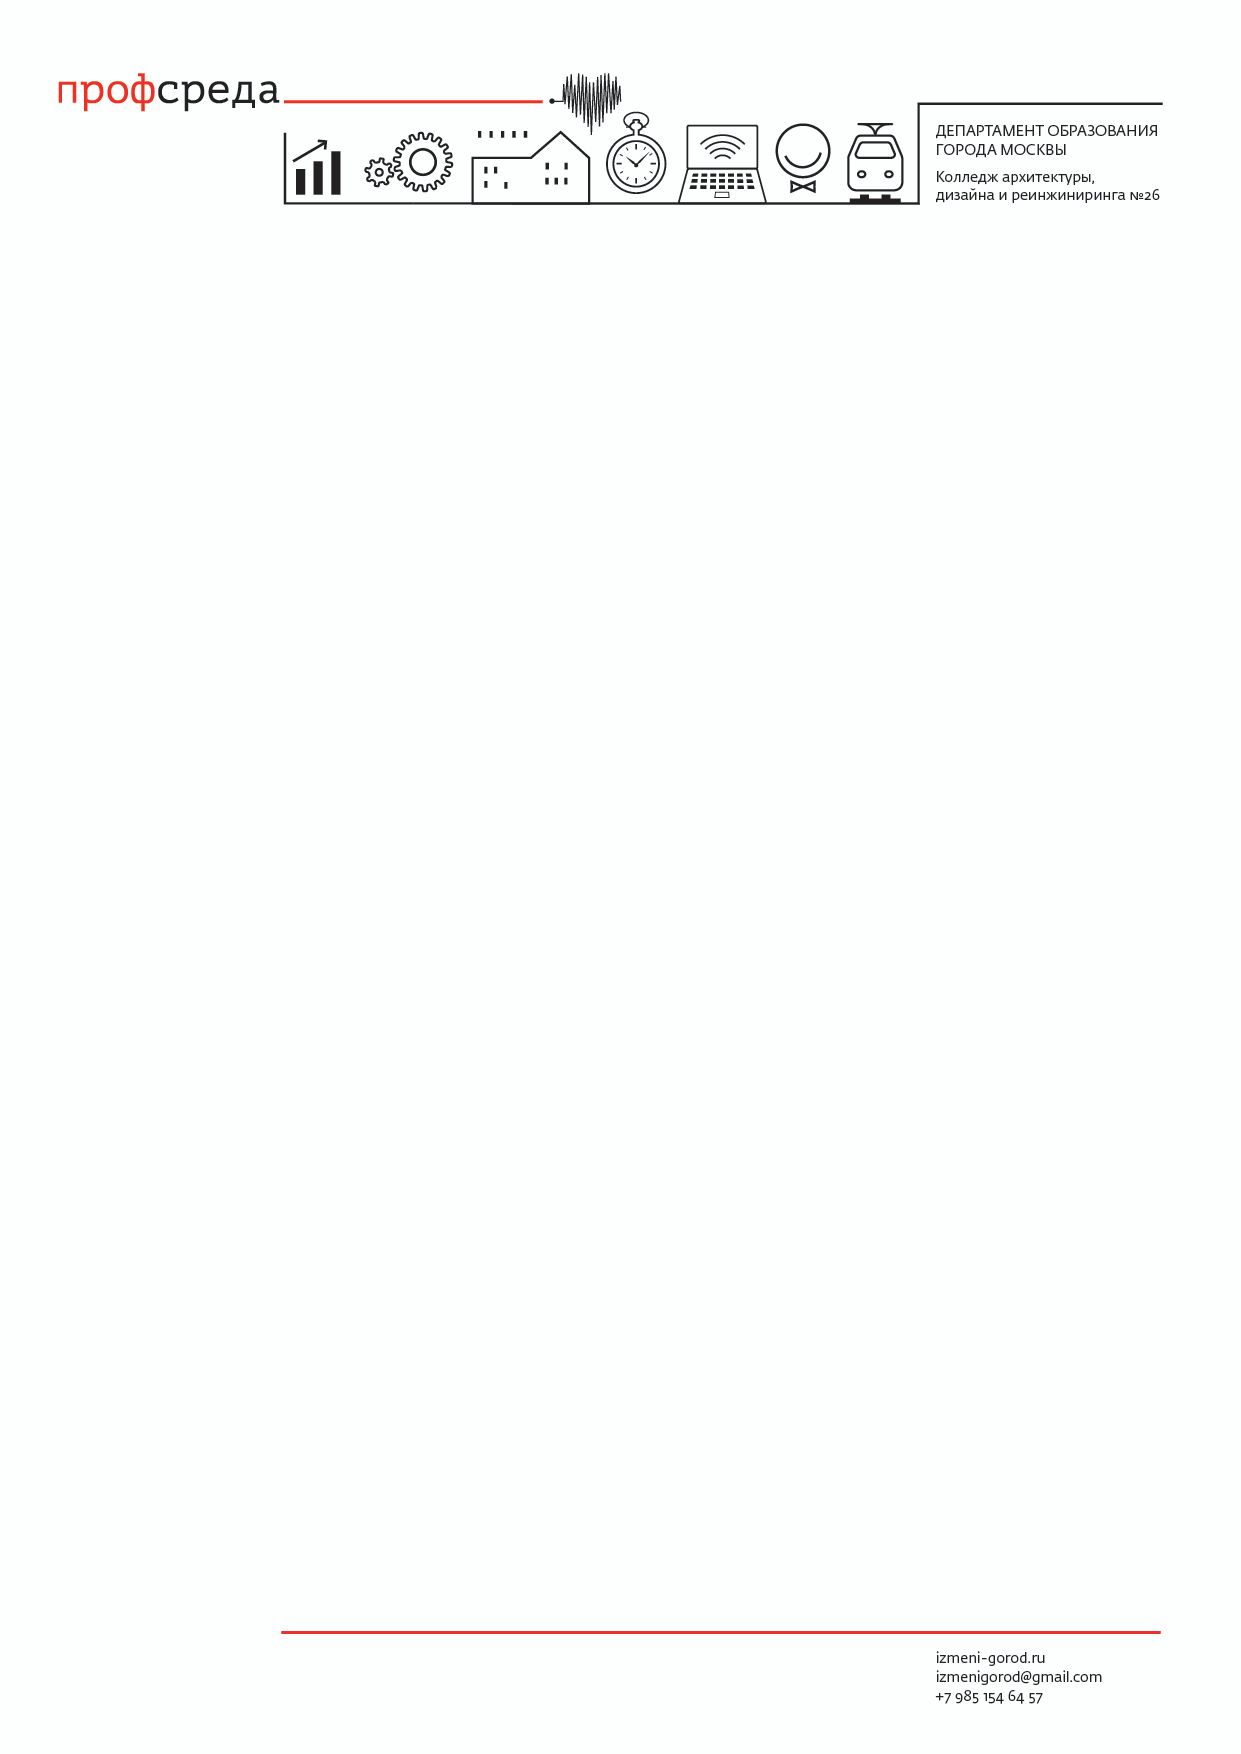 профсреда
ДЕПАРТАМЕНТ ОБРАЗОВАНИЯ
ГОРОДА МОСКВЫ
Колледж архитектуры,
дизайна и реинжиниринга №26
izmeni-gorod.ru
izmenigorod@gmail.com
+7 985 154 64 57